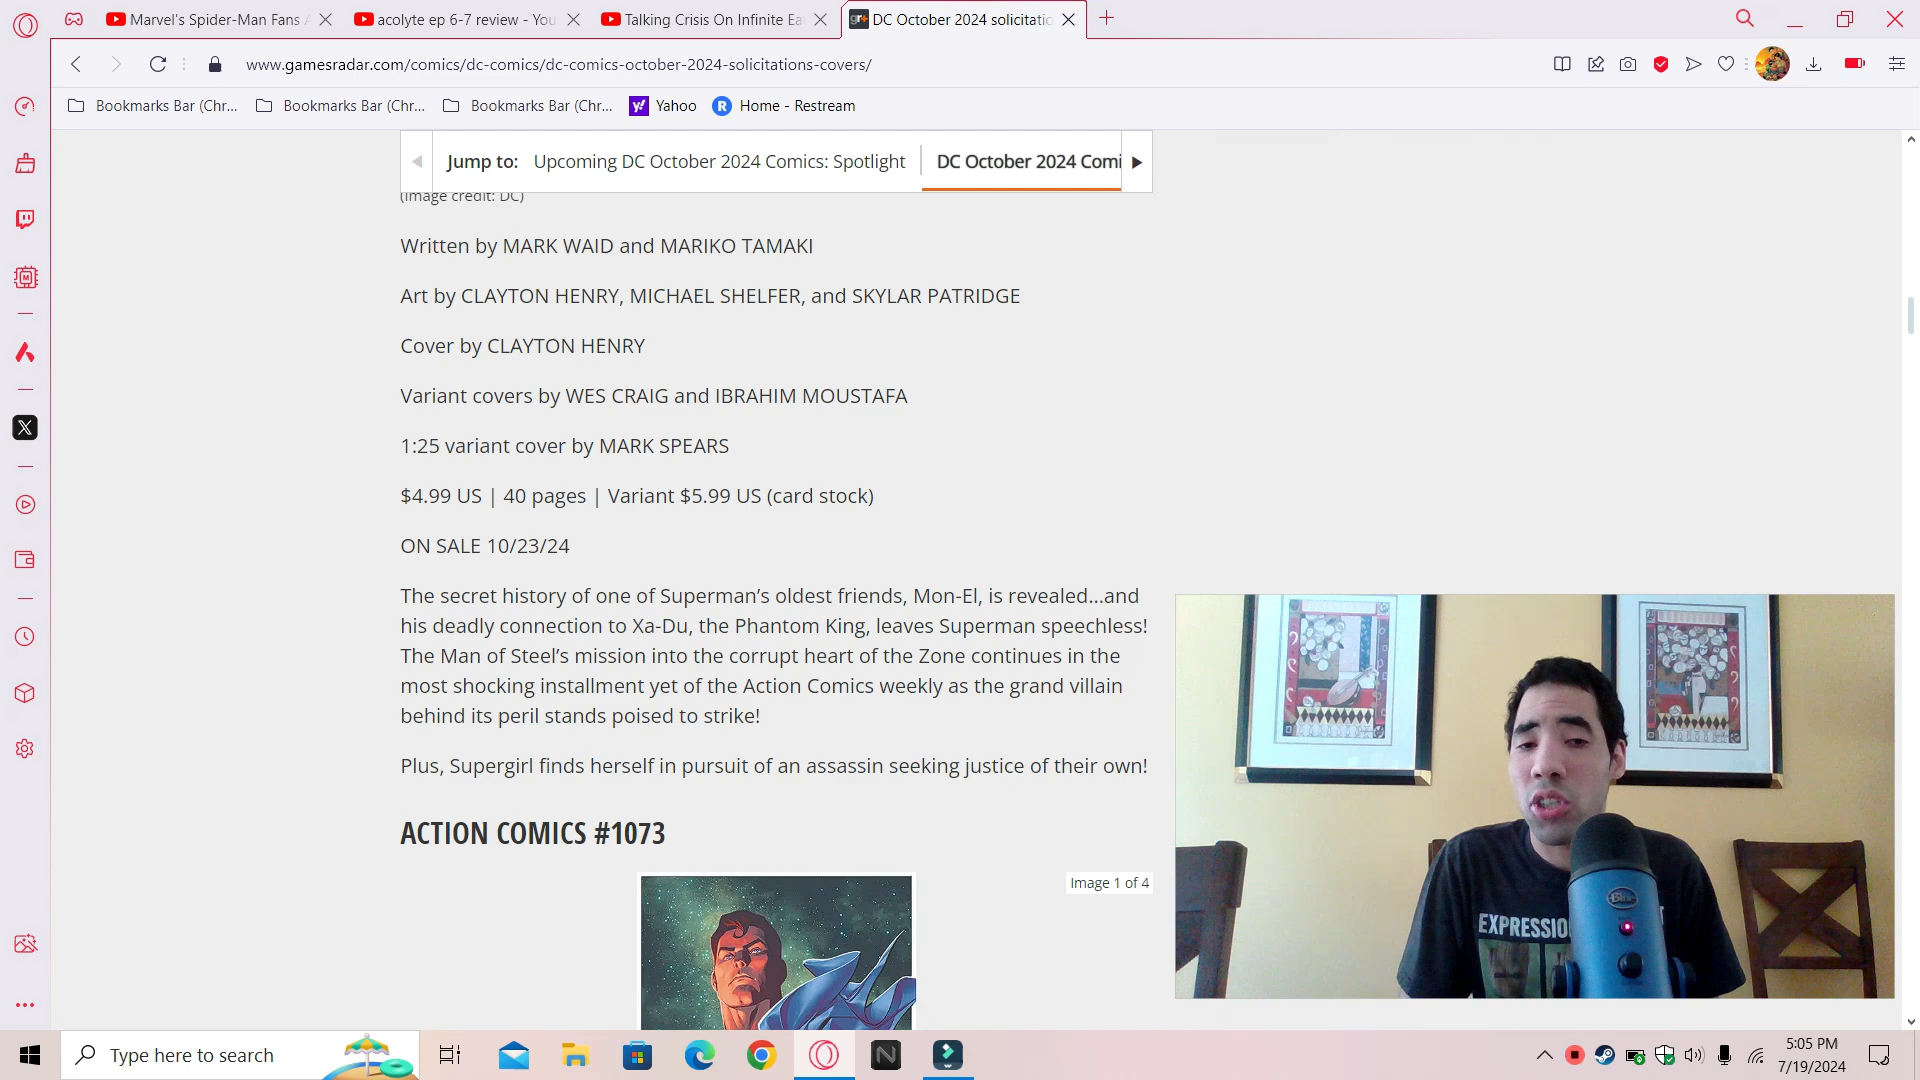 Marvel's Spider-Man Fans
acolyte ep 6-7 review - You
Talking Crisis On Infinite Ea
gr+ DC October 2024 solicitatio
www.gamesradar.com/comics/dc-comics/dc-comics-october-2024-solicitations-covers/
Bookmarks Bar (Chr...
Bookmarks Bar (Chr...
Bookmarks Bar (Chr...
Yahoo
Home - Restream
Jump to: Upcoming DC October 2024 Comics: Spotlight
DC October 2024 Comi
(Image credit: DC)
Written by MARK WAID and MARIKO TAMAKI
Art by CLAYTON HENRY, MICHAEL SHELFER, and SKYLAR PATRIDGE
Cover by CLAYTON HENRY
Variant covers by WES CRAIG and IBRAHIM MOUSTAFA
1:25 variant cover by MARK SPEARS
$4.99 US | 40 pages | Variant $5.99 US (card stock)
ON SALE 10/23/24
The secret history of one of Superman’s oldest friends, Mon-El, is revealed…and
his deadly connection to Xa-Du, the Phantom King, leaves Superman speechless!
The Man of Steel’s mission into the corrupt heart of the Zone continues in the
most shocking installment yet of the Action Comics weekly as the grand villain
behind its peril stands poised to strike!
Plus, Supergirl finds herself in pursuit of an assassin seeking justice of their own!
ACTION COMICS #1073
Image 1 of 4
EXPRESSIO
Blue
Type here to search
5:05 PM
7/19/2024